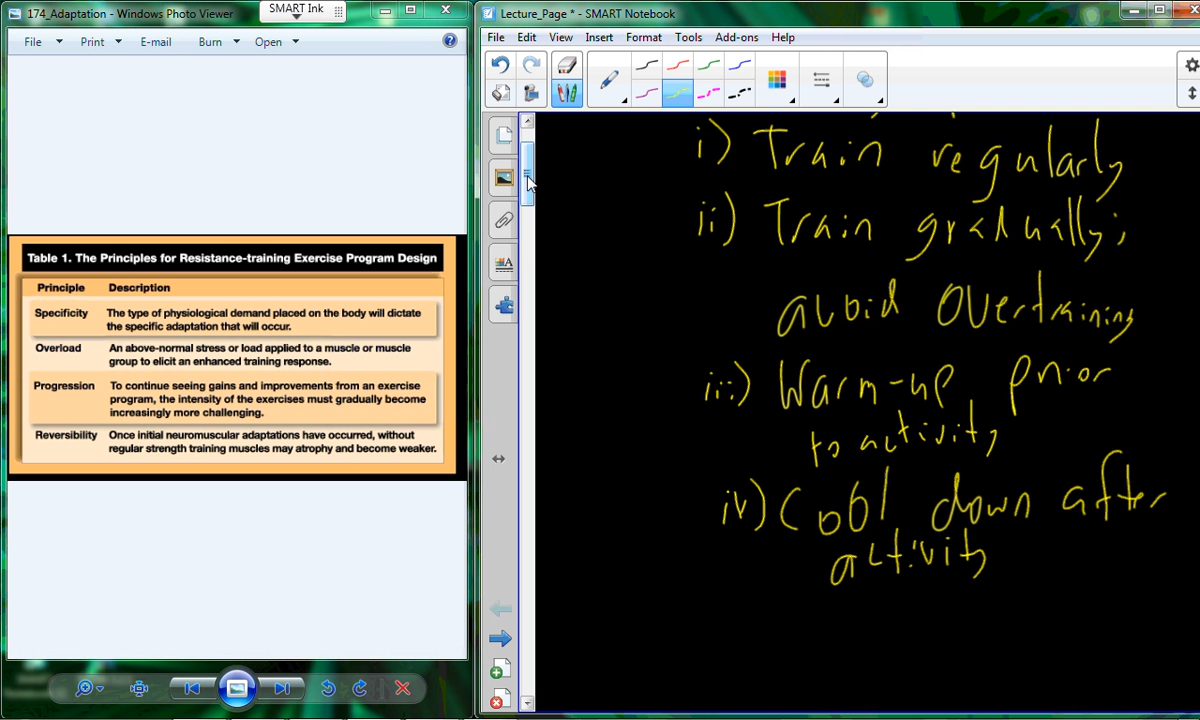 174_Adaptation - Windows Photo Viewer
SMART Ink
File Print E-mail Burn Open
Table 1. The Principles for Resistance-training Exercise Program Design
Principle Description
Specificity The type of physiological demand placed on the body will dictate
the specific adaptation that will occur.
Overload An above-normal stress or load applied to a muscle or muscle
group to elicit an enhanced training response.
Progression To continue seeing gains and improvements from an exercise
program, the intensity of the exercises must gradually become
increasingly more challenging.
Reversibility Once initial neuromuscular adaptations have occurred, without
regular strength training muscles may atrophy and become weaker.
Lecture_Page * - SMART Notebook
File Edit View Insert Format Tools Add-ons Help
i) Train regularly
ii) Train gradually;
avoid overtraining
iii) Warm-up prior
to activity
iv) Cool down after
activity